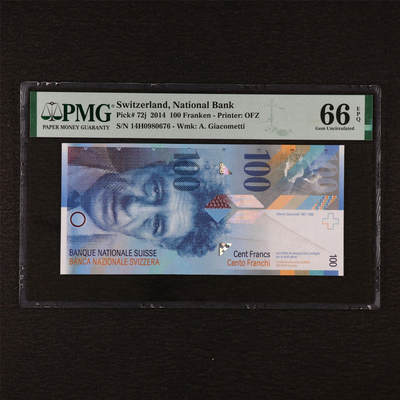 PMG
PAPER MONEY GUARANTY
Switzerland, National Bank
Pick# 72j 2014 100 Franken - Printer: OFZ
S/N 14H0980676 - Wmk: A. Giacometti
66 EPQ
Gem Uncirculated
100
100
BANQUE NATIONALE SUISSE
BANCA NAZIONALE SVIZZERA
Cent Francs
Cento Franchi
100